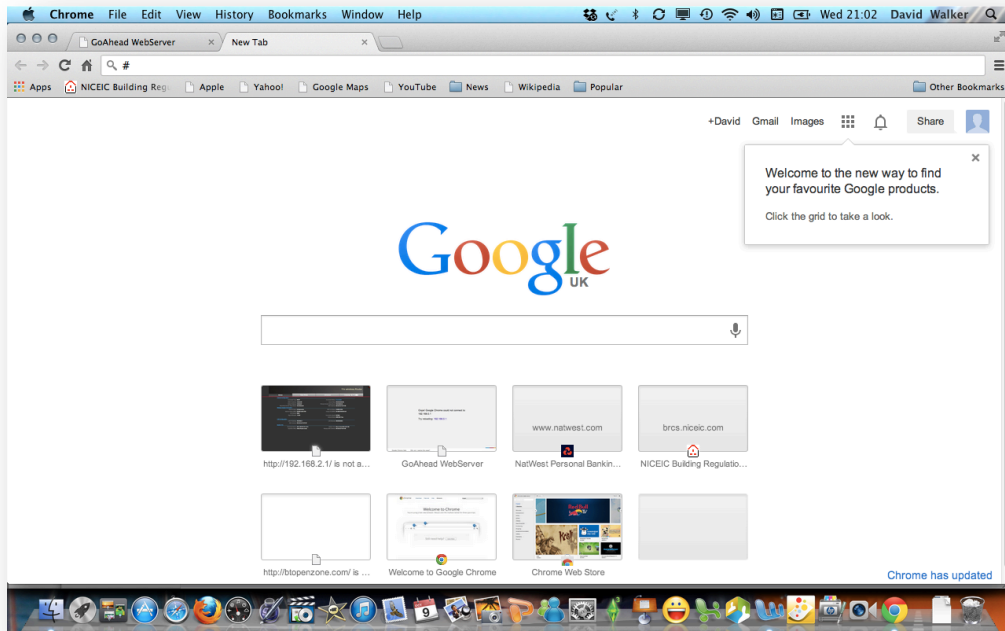 Chrome File Edit View History Bookmarks Window Help Wed 21:02 David Walker
GoAhead WebServer × New Tab ×
#
Apps NICEIC Building Reg Apple Yahoo! Google Maps YouTube News Wikipedia Popular Other Bookmarks
+David Gmail Images Share
Welcome to the new way to find
your favourite Google products.
Click the grid to take a look.
Google
UK
www.natwest.com
brcs.niceic.com
http://192.168.2.1/ is not a...
GoAhead WebServer
NatWest Personal Bankin...
NICEIC Building Regulatio...
Welcome to Chrome
http://btopenzone.com/ is ...
Welcome to Google Chrome
Chrome Web Store
Chrome has updated
9